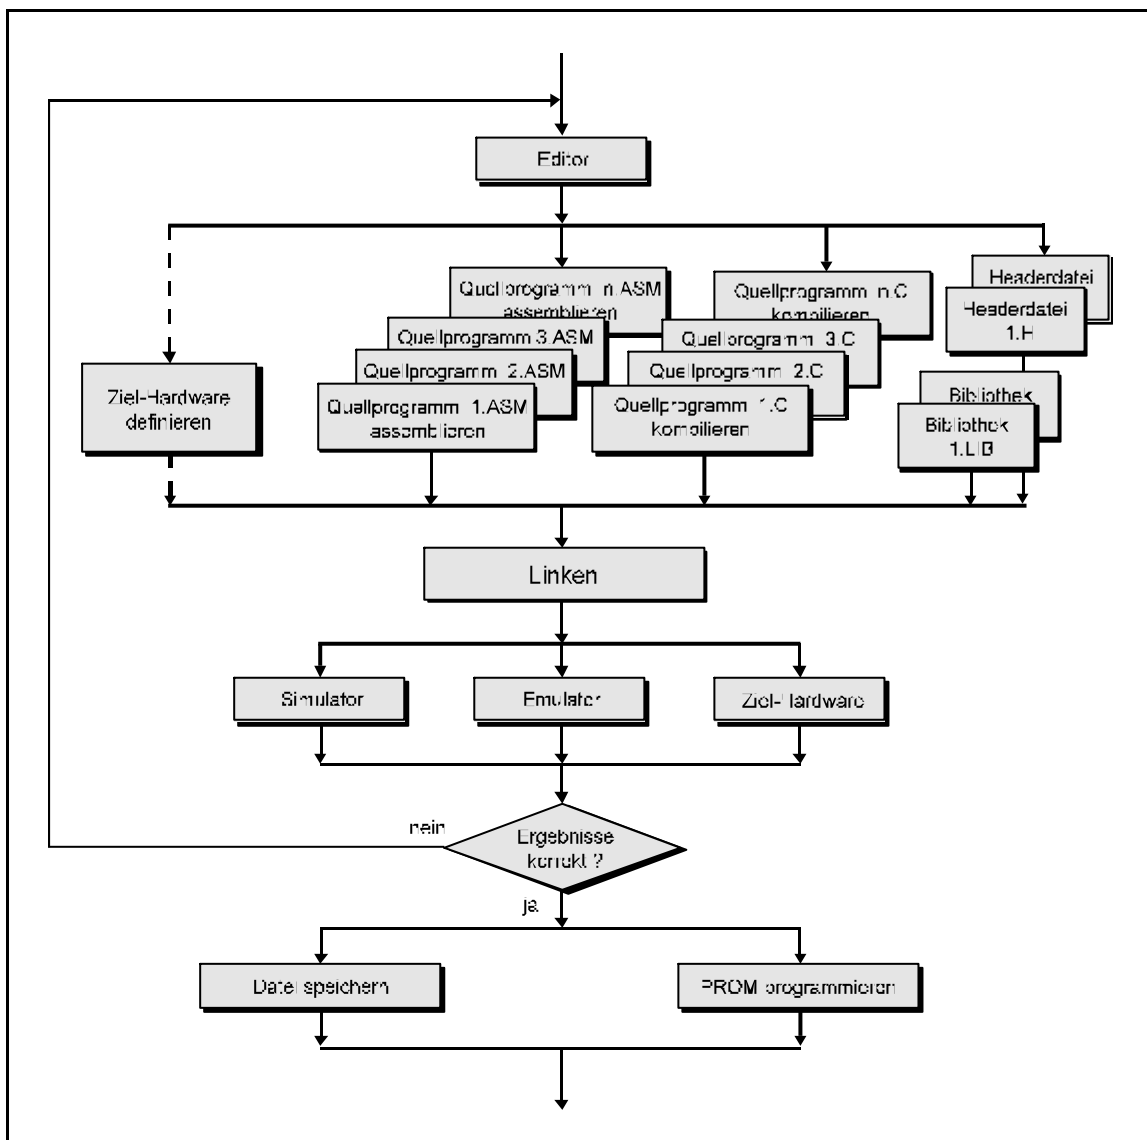 Editor
Quellprogramm n.ASM
assemblieren
Quellprogramm n.C
kompilieren
Headerdatei
Headerdatei
1.H
Quellprogramm 3.ASM
Quellprogramm 3.C
Quellprogramm 2.ASM
Quellprogramm 2.C
Ziel-Hardware
definieren
Quellprogramm 1.ASM
assemblieren
Quellprogramm 1.C
kompilieren
Bibliothek
Bibliothek
1.LIB
Linken
Simulator
Emulator
Ziel-Hardware
nein
Ergebnisse
korrekt ?
ja
Datei speichern
PROM programmieren